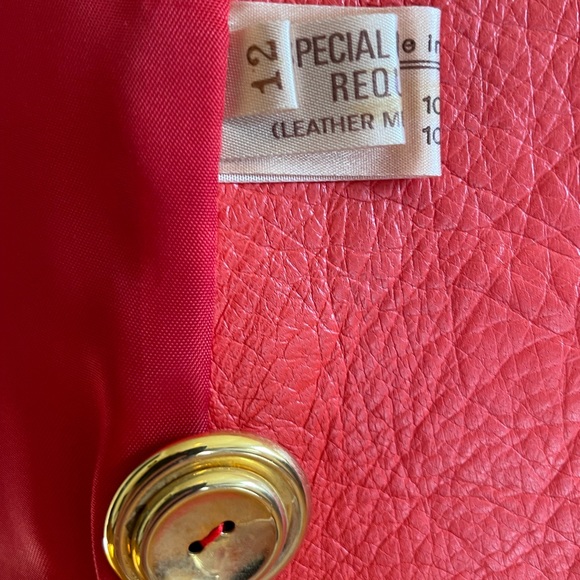 12
PECIAL
REQU
(LEATHER M
e i
10
10